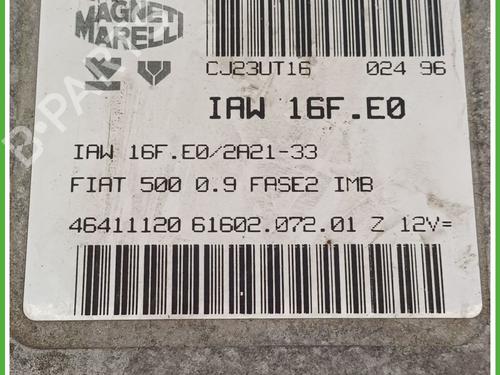 MAGNET
MARELLI
CJ23UT16 024 96
IAW 16F.E0
IAW 16F.E0/2A21-33
FIAT 500 0.9 FASE2 IMB
46411120 61602.072.01 Z 12V=